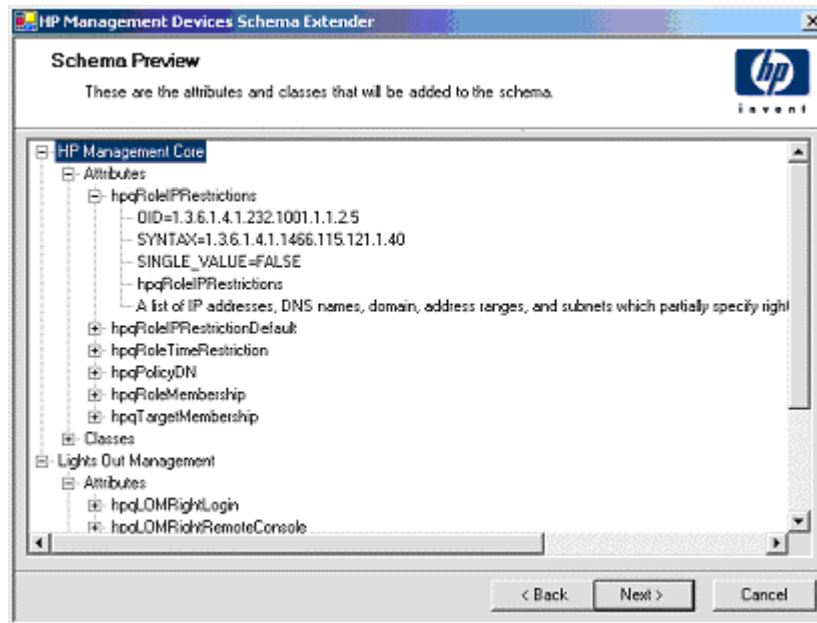 HP Management Devices Schema Extender
Schema Preview
These are the attributes and classes that will be added to the schema.
hp
invent
HP Management Core
Attributes
hpqRoleIPRestrictions
OID=1.3.6.1.4.1.232.1001.1.1.2.5
SYNTAX=1.3.6.1.4.1.1466.115.121.1.40
SINGLE_VALUE=FALSE
hpqRoleIPRestrictions
A list of IP addresses, DNS names, domain, address ranges, and subnets which partially specify right
hpqRoleIPRestrictionDefault
hpqRoleTimeRestriction
hpqPolicyDN
hpqRoleMembership
hpqTargetMembership
Classes
Lights Out Management
Attributes
hpqLOMRightLogin
hpqLOMRightRemoteConsole
< Back
Next >
Cancel